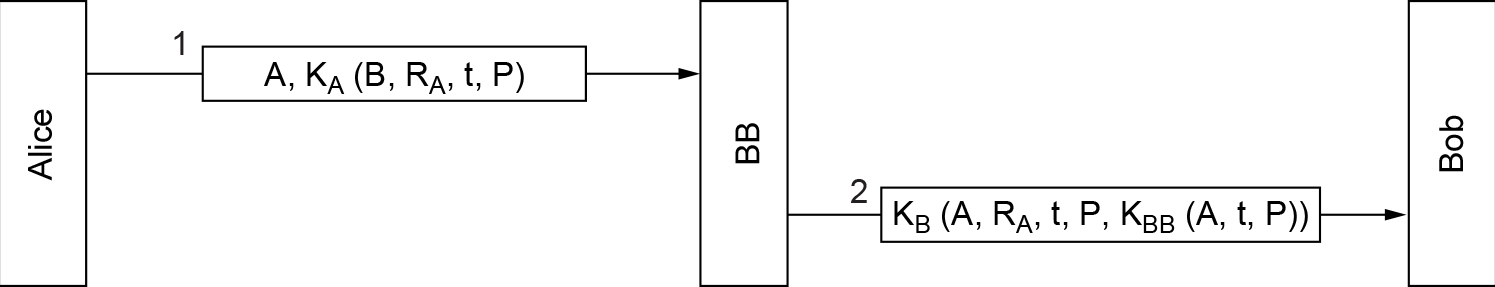 Alice
1
A, K_A (B, R_A, t, P)
BB
2
K_B (A, R_A, t, P, K_BB (A, t, P))
Bob